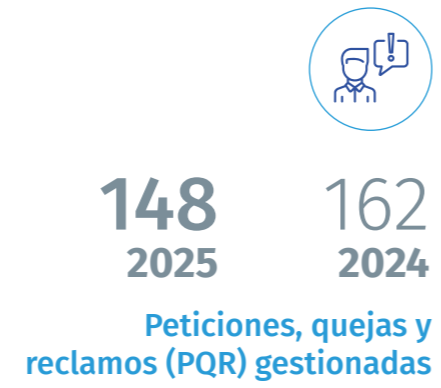 148 162
2025 2024
Peticiones, quejas y
reclamos (PQR) gestionadas